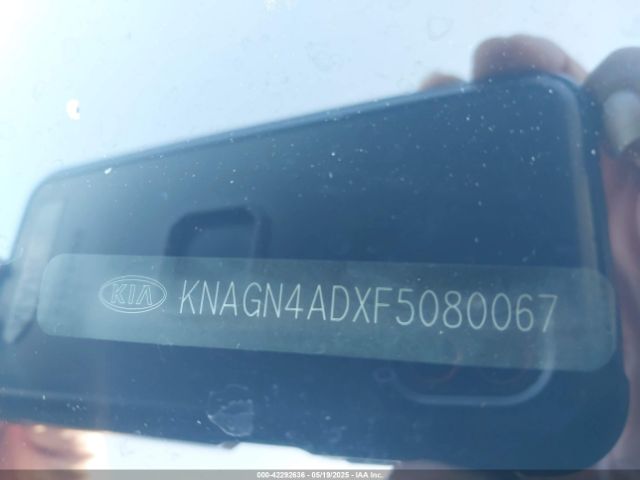 KIA KNAGN4ADXF5080067
000-42292636 - 05/19/2025 - IAA Inc.